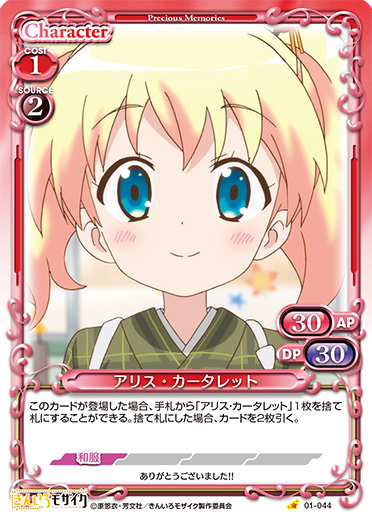 Precious Memories
Character
COST
1
SOURCE
2
30 AP
DP 30
アリス・カータレット
このカードが登場した場合、手札から「アリス・カータレット」1枚を捨て
札にすることができる。捨て札にした場合、カードを2枚引く。
和服
ありがとうございました!!
きんいろモザイク
©原悠衣・芳文社/きんいろモザイク製作委員会
01-044